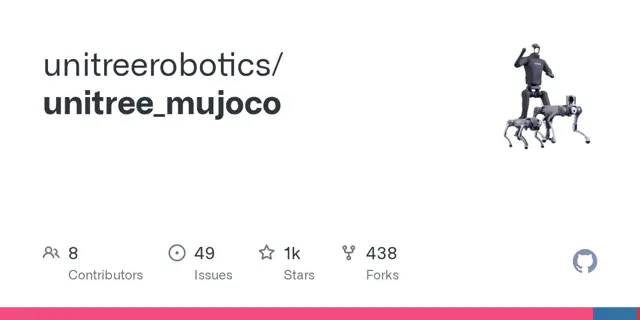 unitreerobotics/
unitree_mujoco
8
Contributors
49
Issues
1k
Stars
438
Forks